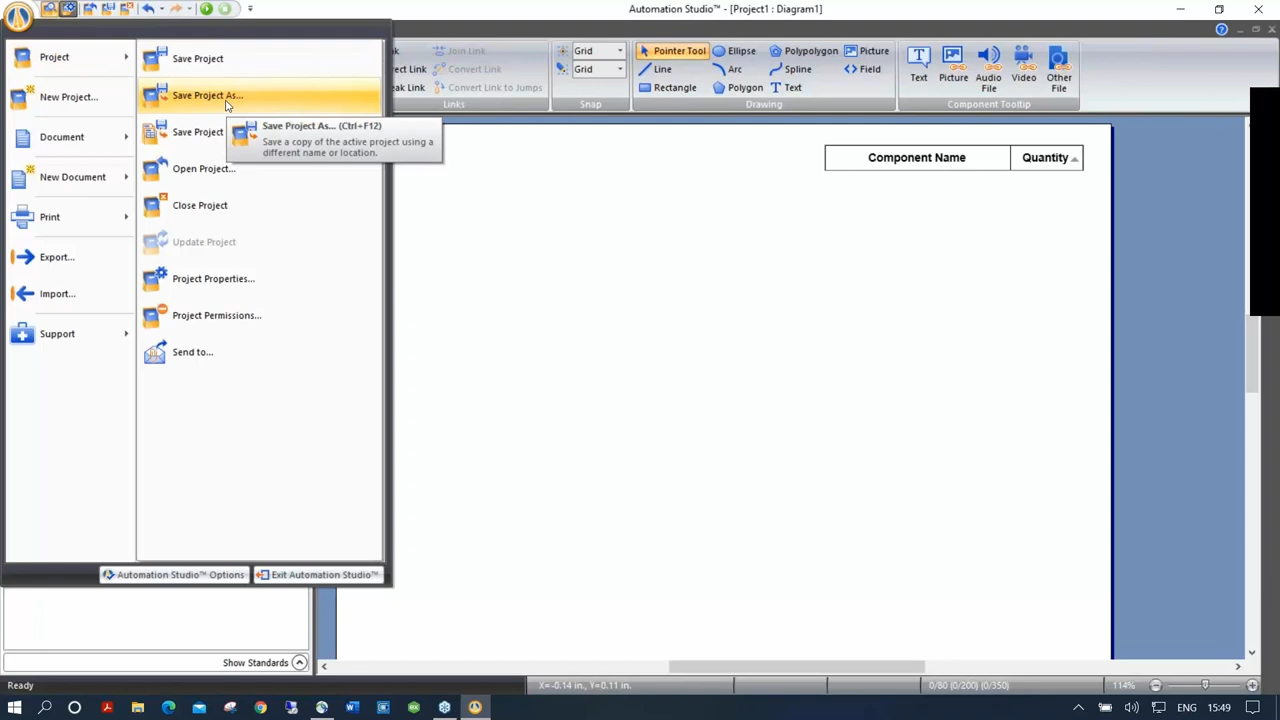 Automation Studio™ - [Project1 : Diagram1]
Project
New Project...
Document
New Document
Print
Export...
Import...
Support
Save Project
Save Project As...
Save Project
Open Project...
Close Project
Update Project
Project Properties...
Project Permissions...
Send to...
Save Project As... (Ctrl+F12)
Save a copy of the active project using a
different name or location.
Automation Studio™ Options
Exit Automation Studio™
Join Link
Convert Link
Convert Link to Jumps
Links
Grid
Grid
Snap
Pointer Tool
Ellipse
Polypolygon
Picture
Line
Arc
Spline
Field
Rectangle
Polygon
Text
Drawing
Text
Picture
Audio
File
Video
Other
File
Component Tooltip
Component Name
Quantity
Show Standards
Ready
X=-0.14 in., Y=0.11 in.
0/80 (0/200) (0/350)
114%
ENG
15:49